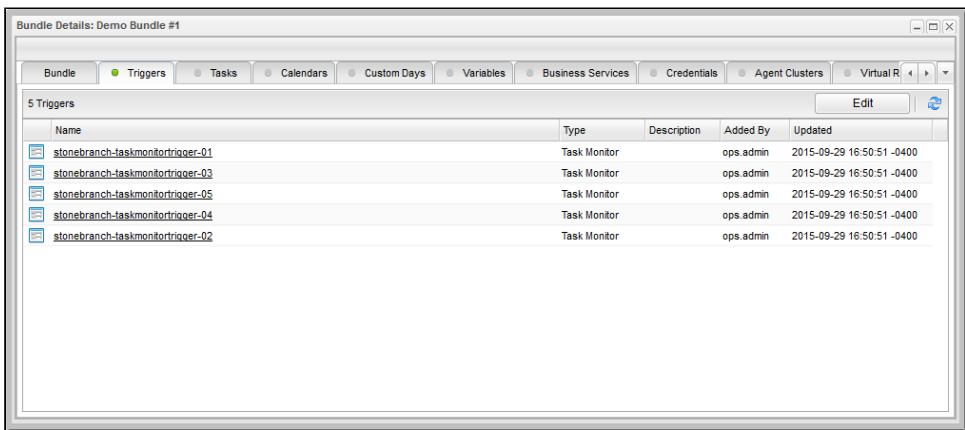 Bundle Details: Demo Bundle #1
Bundle Triggers Tasks Calendars Custom Days Variables Business Services Credentials Agent Clusters Virtual R
5 Triggers Edit
Name Type Description Added By Updated
stonebranch-taskmonitortrigger-01 Task Monitor ops.admin 2015-09-29 16:50:51 -0400
stonebranch-taskmonitortrigger-03 Task Monitor ops.admin 2015-09-29 16:50:51 -0400
stonebranch-taskmonitortrigger-05 Task Monitor ops.admin 2015-09-29 16:50:51 -0400
stonebranch-taskmonitortrigger-04 Task Monitor ops.admin 2015-09-29 16:50:51 -0400
stonebranch-taskmonitortrigger-02 Task Monitor ops.admin 2015-09-29 16:50:51 -0400